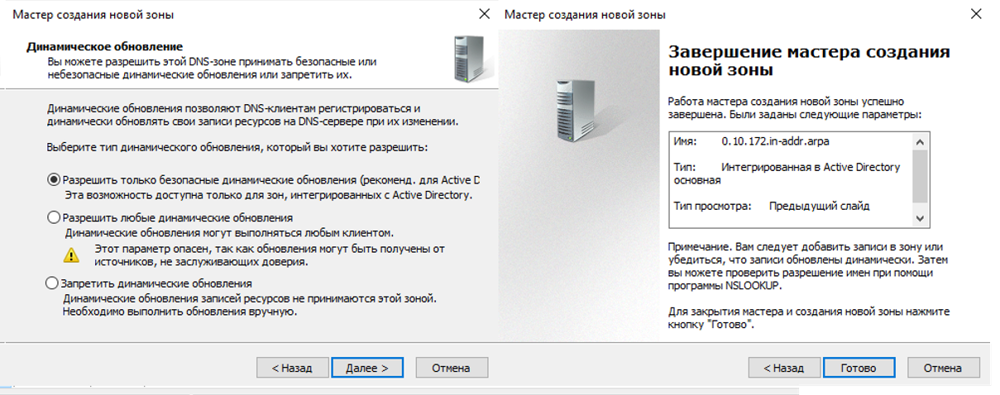 Мастер создания новой зоны
Динамическое обновление
Вы можете разрешить этой DNS-зоне принимать безопасные или
небезопасные динамические обновления или запретить их.
Динамические обновления позволяют DNS-клиентам регистрироваться и
динамически обновлять свои записи ресурсов на DNS-сервере при их изменении.
Выберите тип динамического обновления, который вы хотите разрешить:
Разрешить только безопасные динамические обновления (рекоменд. для Active D
Эта возможность доступна только для зон, интегрированных с Active Directory.
Разрешить любые динамические обновления
Динамические обновления могут выполняться любым клиентом.
Этот параметр опасен, так как обновления могут быть получены от
источников, не заслуживающих доверия.
Запретить динамические обновления
Динамические обновления записей ресурсов не принимаются этой зоной.
Необходимо выполнить обновления вручную.
< Назад
Далее >
Отмена
Мастер создания новой зоны
Завершение мастера создания
новой зоны
Работа мастера создания новой зоны успешно
завершена. Были заданы следующие параметры:
Имя: 0.10.172.in-addr.arpa
Тип: Интегрированная в Active Directory
основная
Тип просмотра: Предыдущий слайд
Примечание. Вам следует добавить записи в зону или
убедиться, что записи обновлены динамически. Затем
вы можете проверить разрешение имен при помощи
программы NSLOOKUP.
Для закрытия мастера и создания новой зоны нажмите
кнопку "Готово".
< Назад
Готово
Отмена